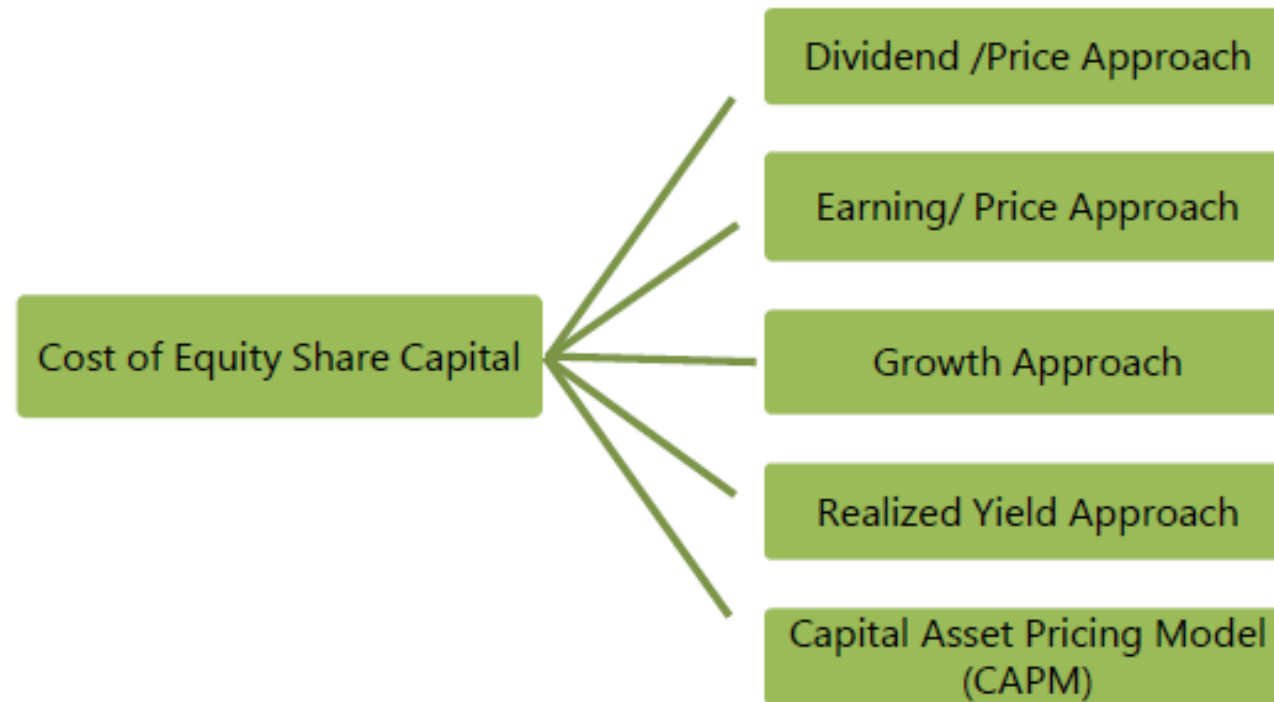 Dividend /Price Approach
Earning/ Price Approach
Cost of Equity Share Capital
Growth Approach
Realized Yield Approach
Capital Asset Pricing Model
(CAPM)